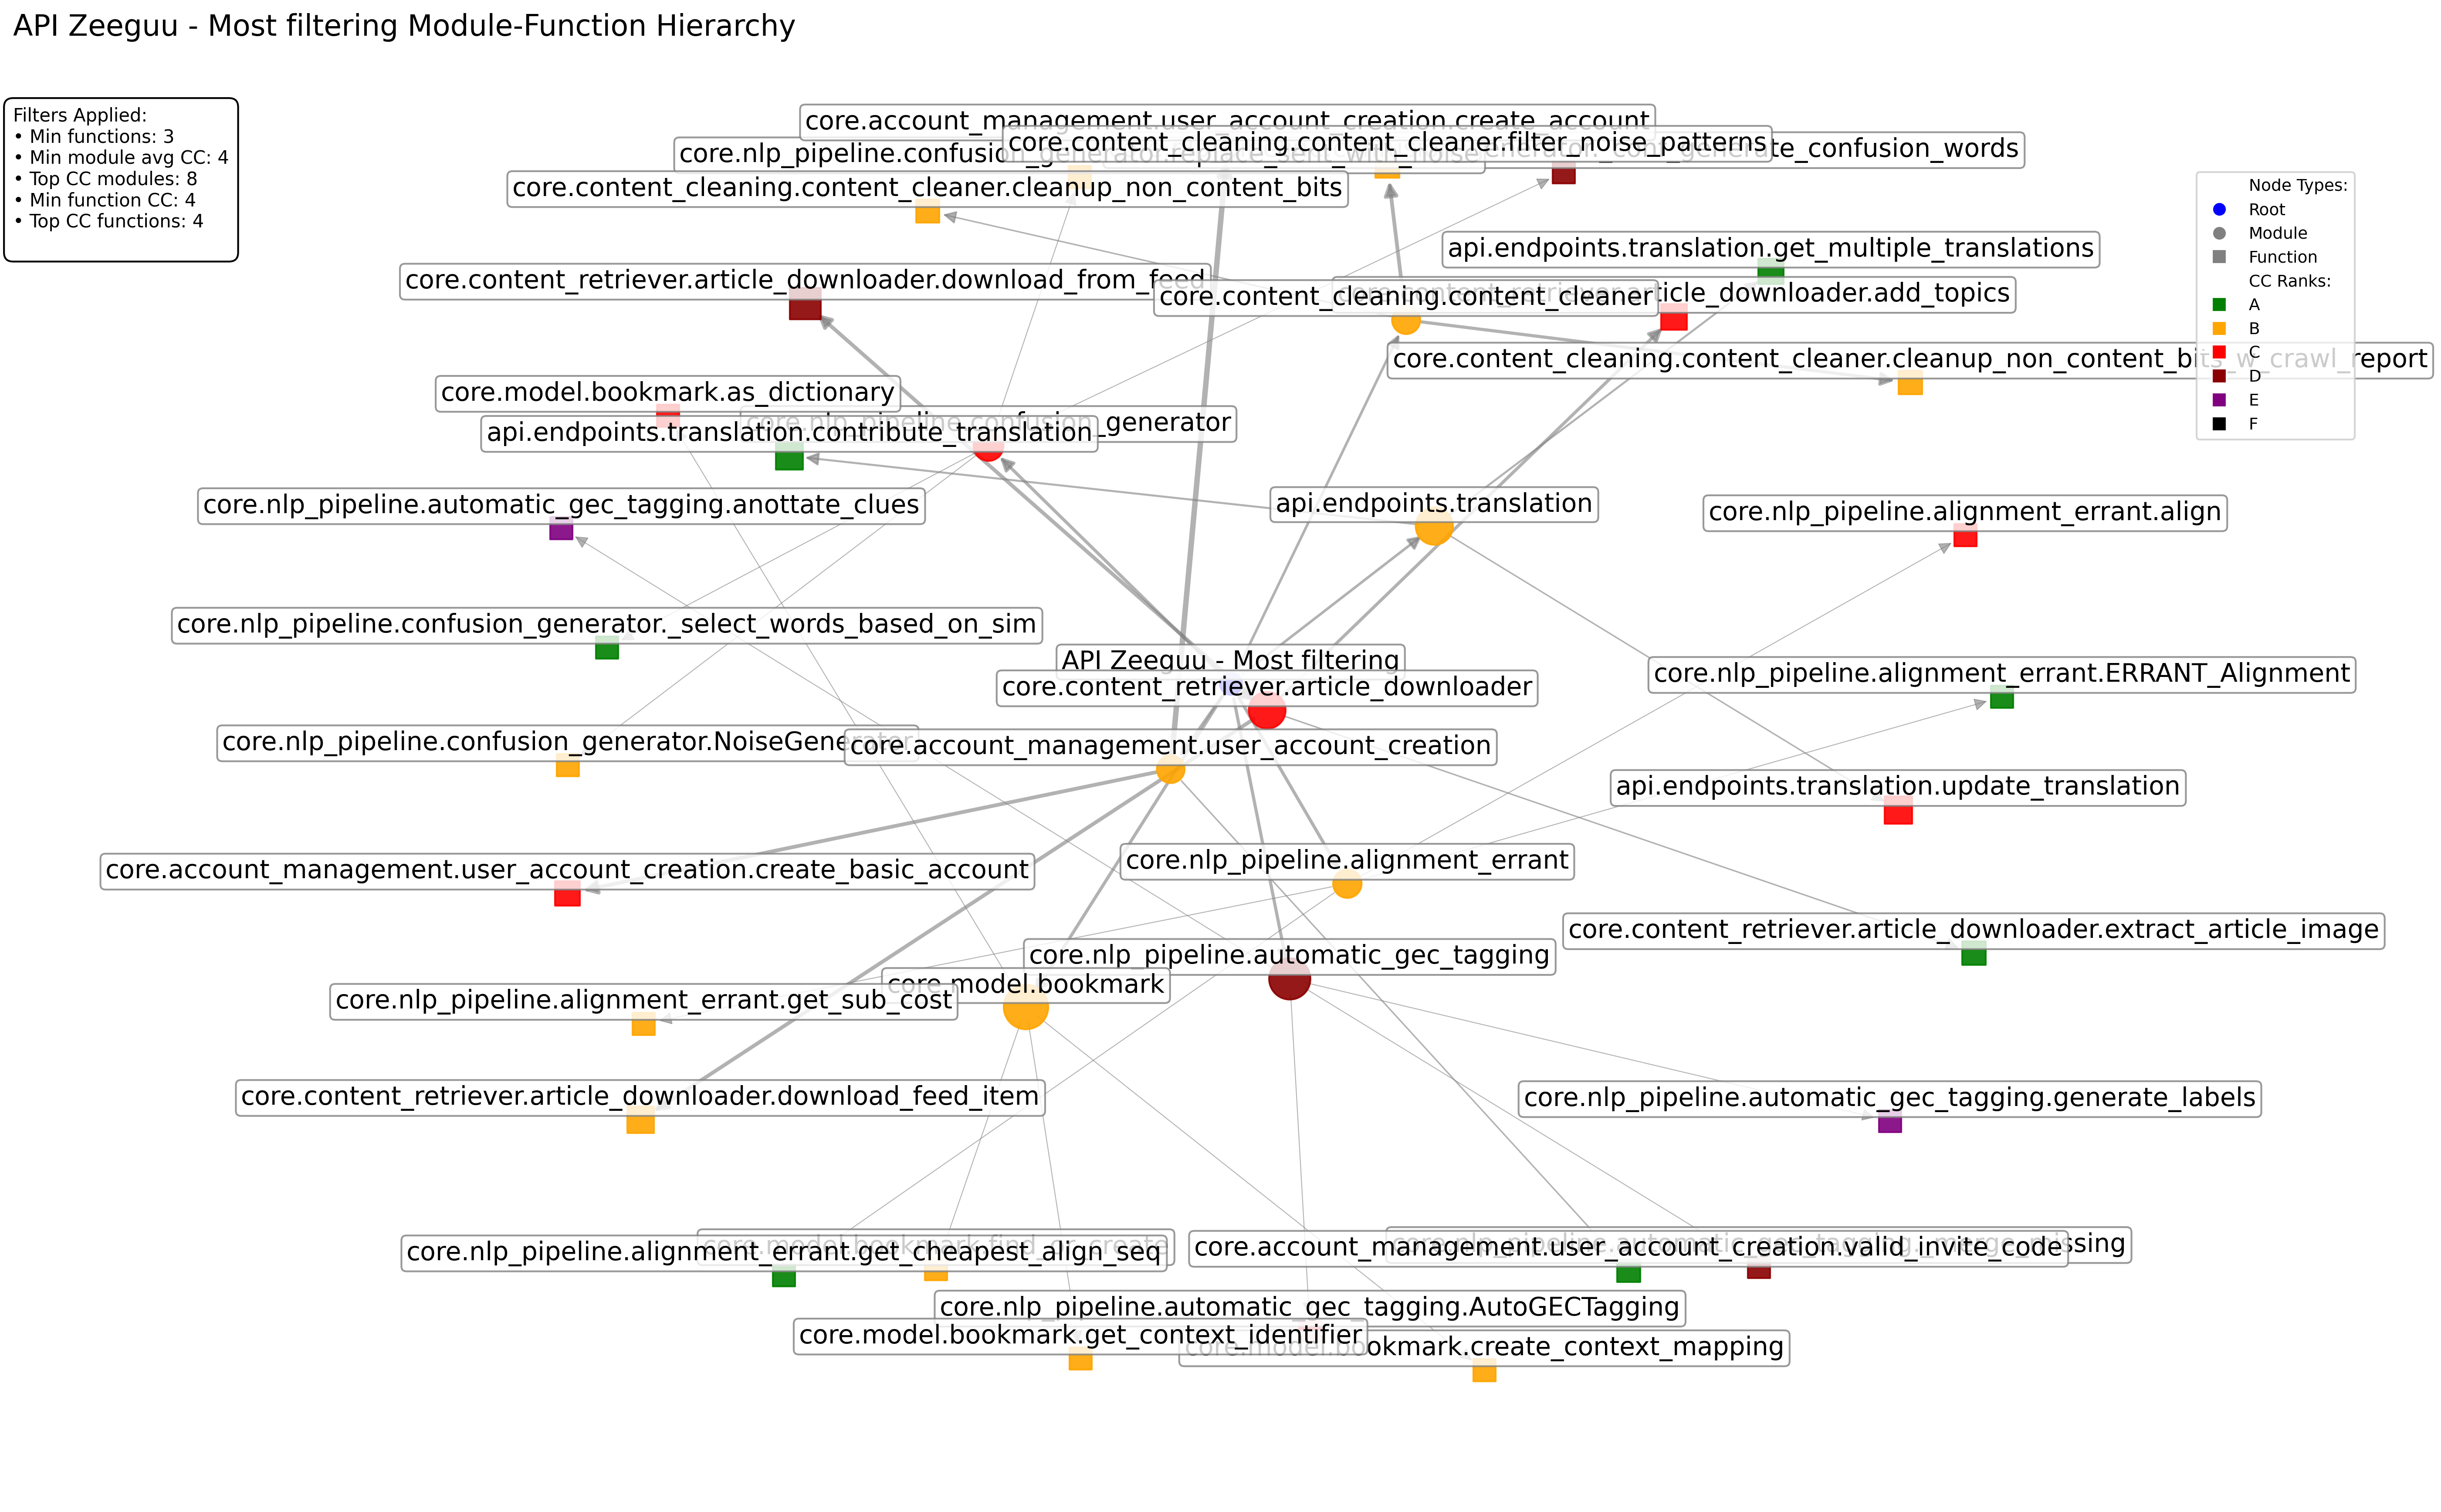 API Zeeguu - Most filtering Module-Function Hierarchy
Filters Applied:
• Min functions: 3
• Min module avg CC: 4
• Top CC modules: 8
• Min function CC: 4
• Top CC functions: 4
core.account_management.user_account_creation.create_account
core.content_cleaning.content_cleaner.filter_noise_patterns
core.nlp_pipeline.confusion_generator.replace_sent_with_noise
te_confusion_words
core.content_cleaning.content_cleaner.cleanup_non_content_bits
Node Types:
Root
Module
Function
CC Ranks:
A
B
C
D
E
F
api.endpoints.translation.get_multiple_translations
core.content_retriever.article_downloader.download_from_feed
core.content_cleaning.content_cleaner
core.content_retriever.article_downloader.add_topics
core.content_cleaning.content_cleaner.cleanup_non_content_bits_w_crawl_report
core.model.bookmark.as_dictionary
core.nlp_pipeline.confusion_generator
api.endpoints.translation.contribute_translation
core.nlp_pipeline.automatic_gec_tagging.anottate_clues
api.endpoints.translation
core.nlp_pipeline.alignment_errant.align
core.nlp_pipeline.confusion_generator._select_words_based_on_sim
API Zeeguu - Most filtering
core.content_retriever.article_downloader
core.nlp_pipeline.alignment_errant.ERRANT_Alignment
core.nlp_pipeline.confusion_generator.NoiseGenerator
core.account_management.user_account_creation
api.endpoints.translation.update_translation
core.account_management.user_account_creation.create_basic_account
core.nlp_pipeline.alignment_errant
core.content_retriever.article_downloader.extract_article_image
core.nlp_pipeline.automatic_gec_tagging
core.model.bookmark
core.nlp_pipeline.alignment_errant.get_sub_cost
core.content_retriever.article_downloader.download_feed_item
core.nlp_pipeline.automatic_gec_tagging.generate_labels
core.model.bookmark.find_or_create
core.nlp_pipeline.alignment_errant.get_cheapest_align_seq
core.account_management.user_account_creation.valid_invite_code
core.nlp_pipeline.automatic_gec_tagging.AutoGECTagging
core.model.bookmark.get_context_identifier
core.model.bookmark.create_context_mapping